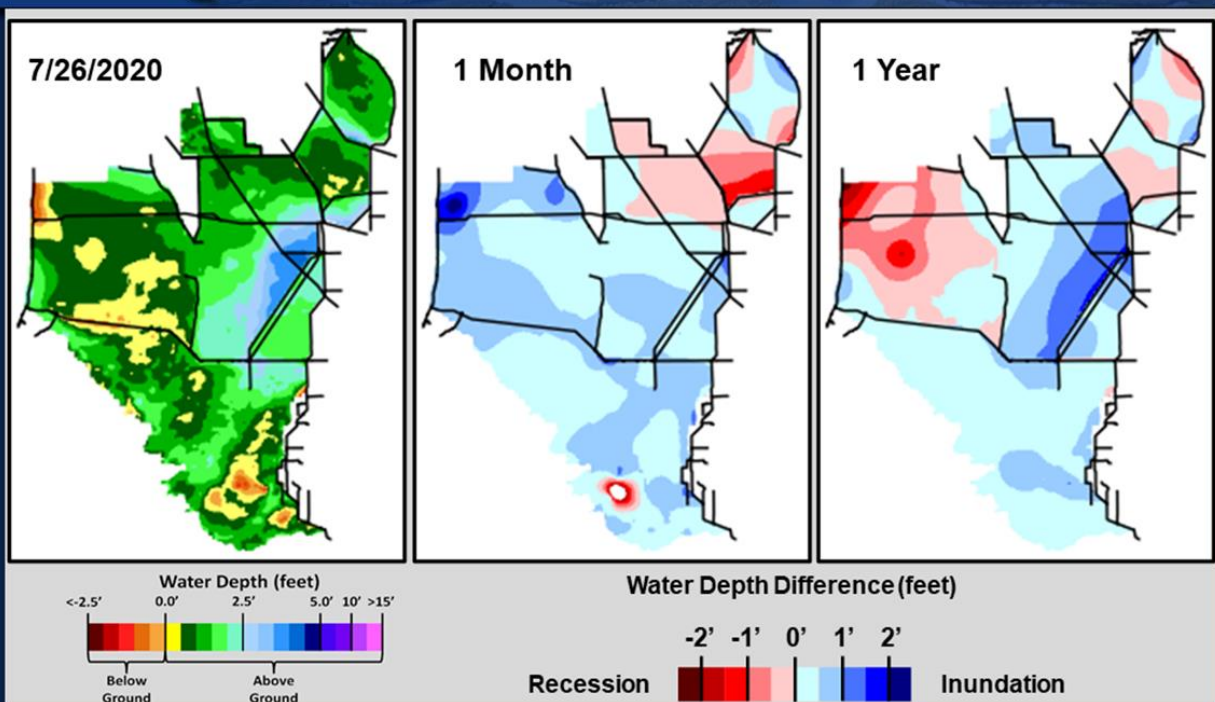 7/26/2020
1 Month
1 Year
Water Depth (feet)
<-2.5' 0.0' 2.5' 5.0' 10' >15'
Below
Ground
Above
Ground
Water Depth Difference (feet)
-2' -1' 0' 1' 2'
Recession
Inundation